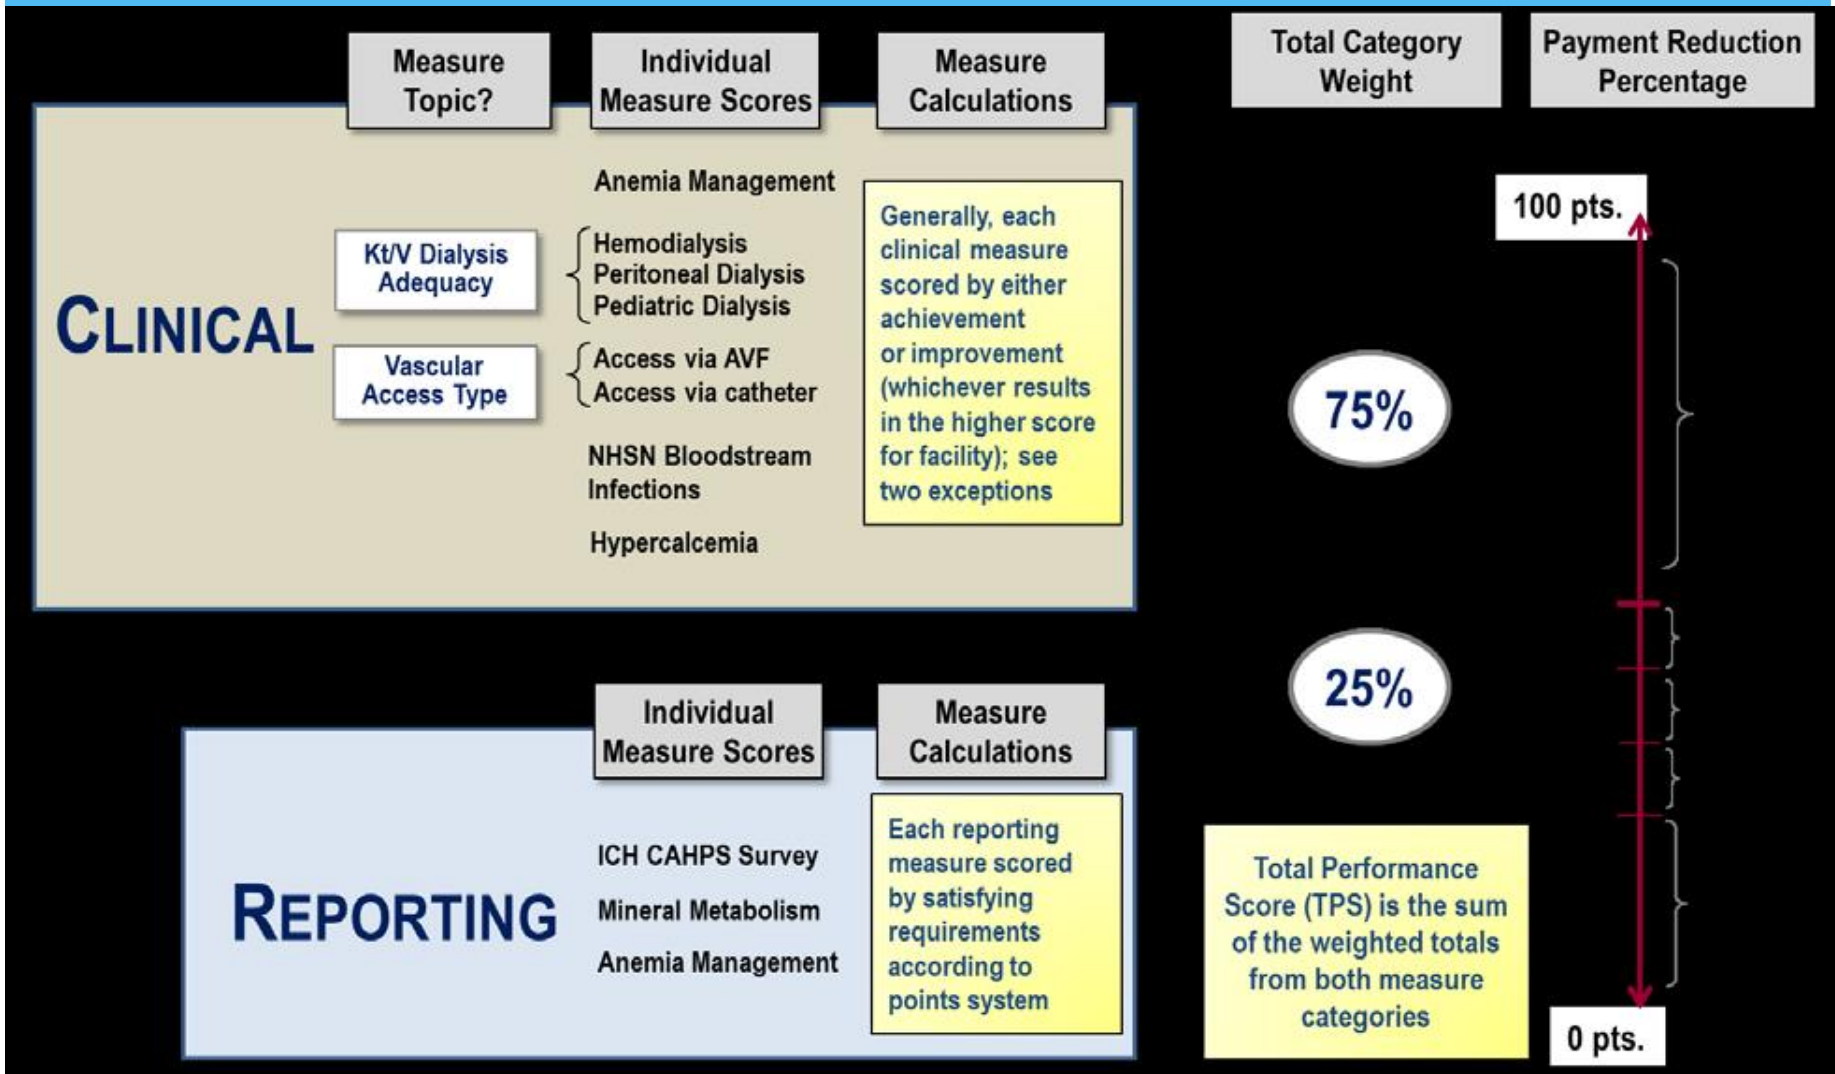 Measure
Topic?
Individual
Measure Scores
Measure
Calculations
Total Category
Weight
Payment Reduction
Percentage
CLINICAL
Kt/V Dialysis
Adequacy
Vascular
Access Type
Anemia Management
Hemodialysis
Peritoneal Dialysis
Pediatric Dialysis
Access via AVF
Access via catheter
NHSN Bloodstream
Infections
Hypercalcemia
Generally, each
clinical measure
scored by either
achievement
or improvement
(whichever results
in the higher score
for facility); see
two exceptions
75%
100 pts.
25%
REPORTING
Individual
Measure Scores
Measure
Calculations
ICH CAHPS Survey
Mineral Metabolism
Anemia Management
Each reporting
measure scored
by satisfying
requirements
according to
points system
Total Performance
Score (TPS) is the sum
of the weighted totals
from both measure
categories
0 pts.